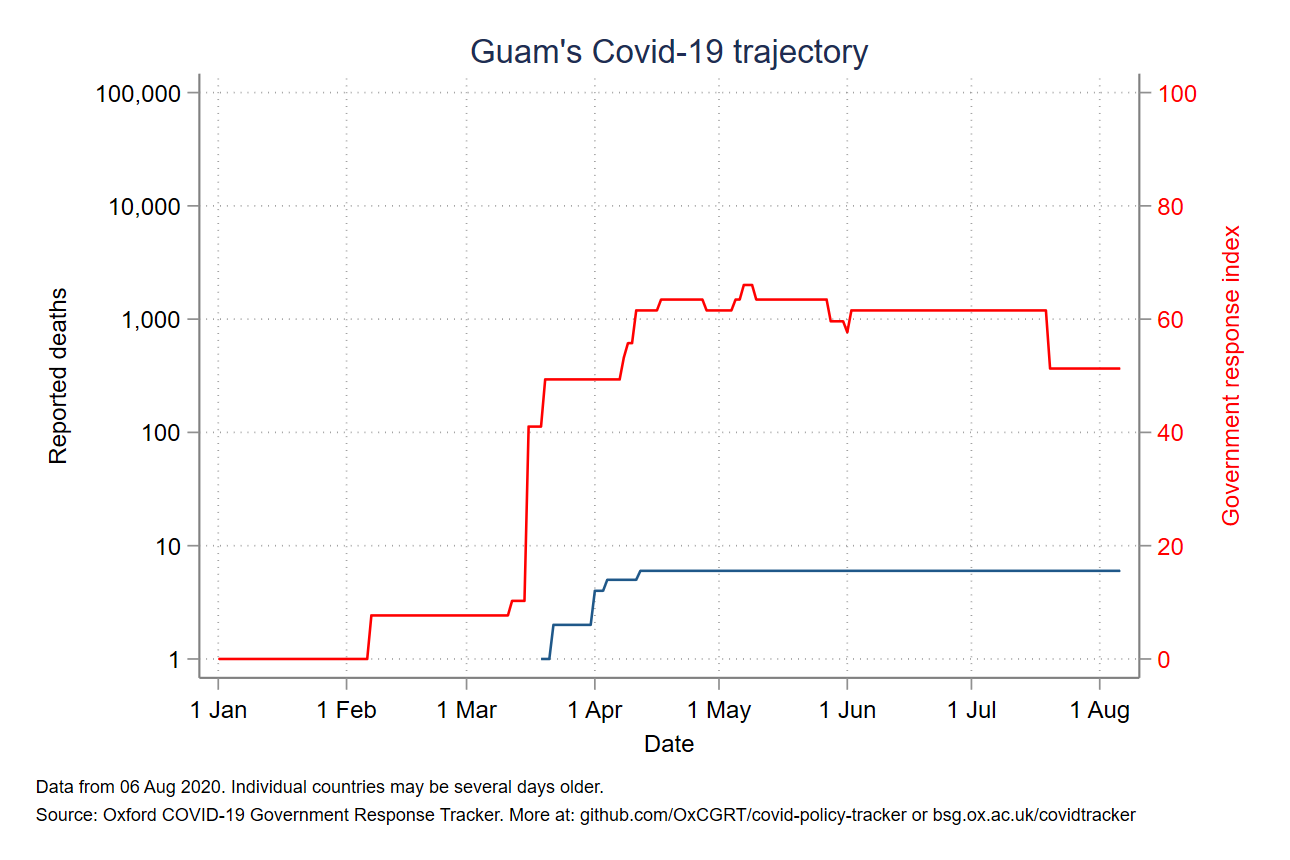 Guam's Covid-19 trajectory
100,000
10,000
1,000
100
10
1
Reported deaths
100
80
60
40
20
0
Government response index
1 Jan 1 Feb 1 Mar 1 Apr 1 May 1 Jun 1 Jul 1 Aug
Date
Data from 06 Aug 2020. Individual countries may be several days older.
Source: Oxford COVID-19 Government Response Tracker. More at: github.com/OxCGRT/covid-policy-tracker or bsg.ox.ac.uk/covidtracker